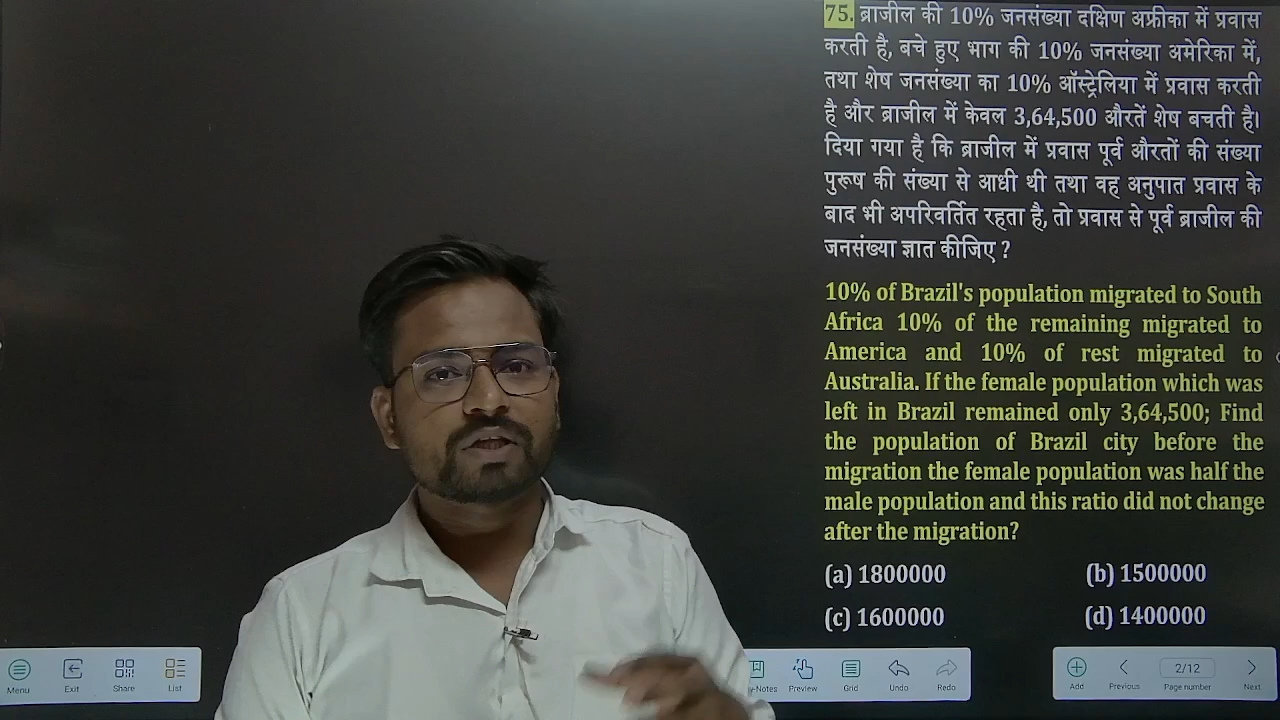 75. ब्राजील की 10% जनसंख्या दक्षिण अफ्रीका में प्रवास
करती है, बचे हुए भाग की 10% जनसंख्या अमेरिका में,
तथा शेष जनसंख्या का 10% ऑस्ट्रेलिया में प्रवास करती
है और ब्राजील में केवल 3,64,500 औरतें शेष बचती है।
दिया गया है कि ब्राजील में प्रवास पूर्व औरतों की संख्या
पुरूष की संख्या से आधी थी तथा वह अनुपात प्रवास के
बाद भी अपरिवर्तित रहता है, तो प्रवास से पूर्व ब्राजील की
जनसंख्या ज्ञात कीजिए ?
10% of Brazil's population migrated to South
Africa 10% of the remaining migrated to
America and 10% of rest migrated to
Australia. If the female population which was
left in Brazil remained only 3,64,500; Find
the population of Brazil city before the
migration the female population was half the
male population and this ratio did not change
after the migration?
(a) 1800000 (b) 1500000
(c) 1600000 (d) 1400000
Menu Exit Share List y-Notes Preview Grid Undo Redo Add Previous 2/12 Page number Next